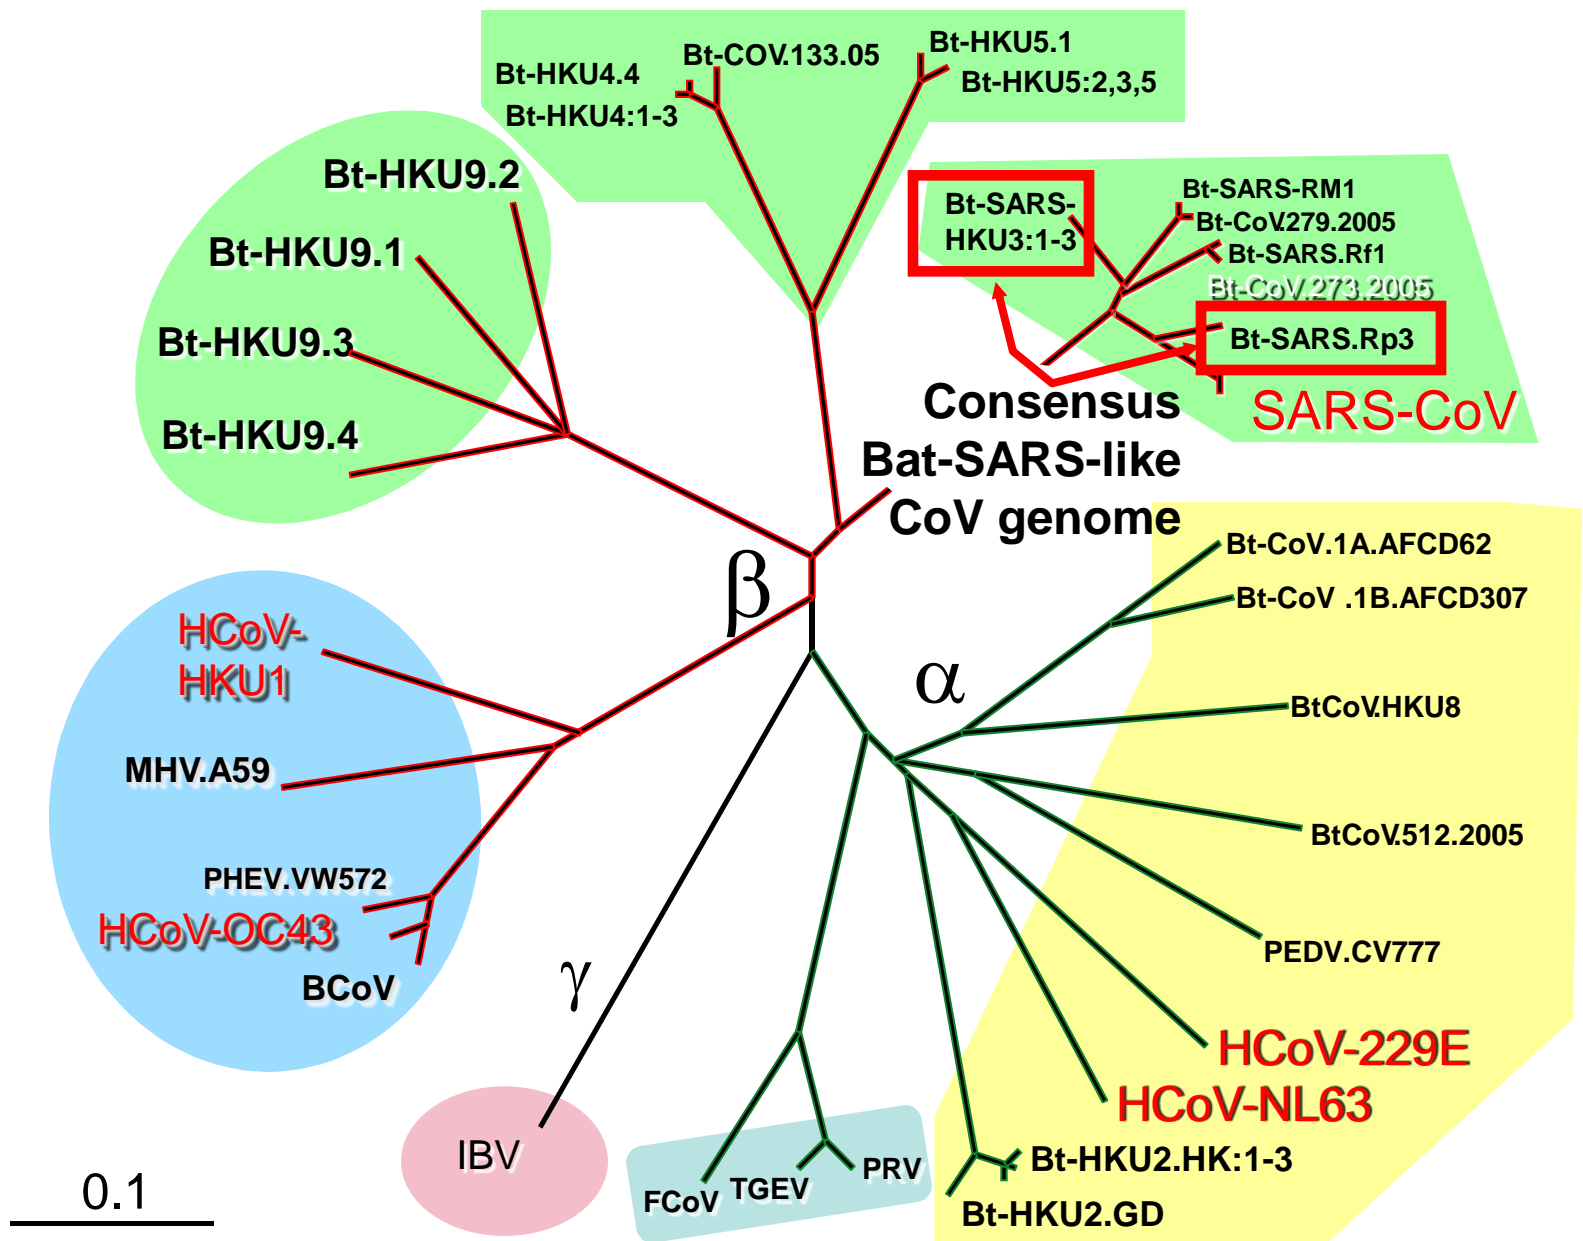 Bt-HKU5.1
Bt-COV.133.05
Bt-HKU4.4
Bt-HKU5:2,3,5
Bt-HKU4:1-3
Bt-HKU9.2
Bt-HKU9.1
Bt-HKU9.3
Bt-HKU9.4
Bt-SARS-
HKU3:1-3
Bt-SARS-RM1
Bt-CoV.279.2005
Bt-SARS.Rf1
Bt-CoV.273.2005
Bt-SARS.Rp3
SARS-CoV
Consensus
Bat-SARS-like
CoV genome
β
α
γ
Bt-CoV.1A.AFCD62
Bt-CoV .1B.AFCD307
BtCoV.HKU8
BtCoV.512.2005
PEDV.CV777
HCoV-229E
HCoV-NL63
Bt-HKU2.HK:1-3
Bt-HKU2.GD
HCoV-
HKU1
MHV.A59
PHEV.VW572
HCoV-OC43
BCoV
IBV
FCoV
TGEV
PRV
0.1